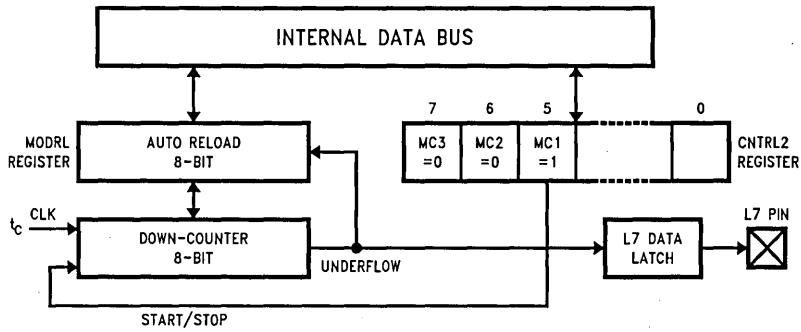 INTERNAL DATA BUS
7 6 5 0
MODRL
REGISTER
AUTO RELOAD
8-BIT
MC3
=0
MC2
=0
MC1
=1
CNTRL2
REGISTER
tC CLK
DOWN-COUNTER
8-BIT
UNDERFLOW
L7 DATA
LATCH
L7 PIN
START/STOP